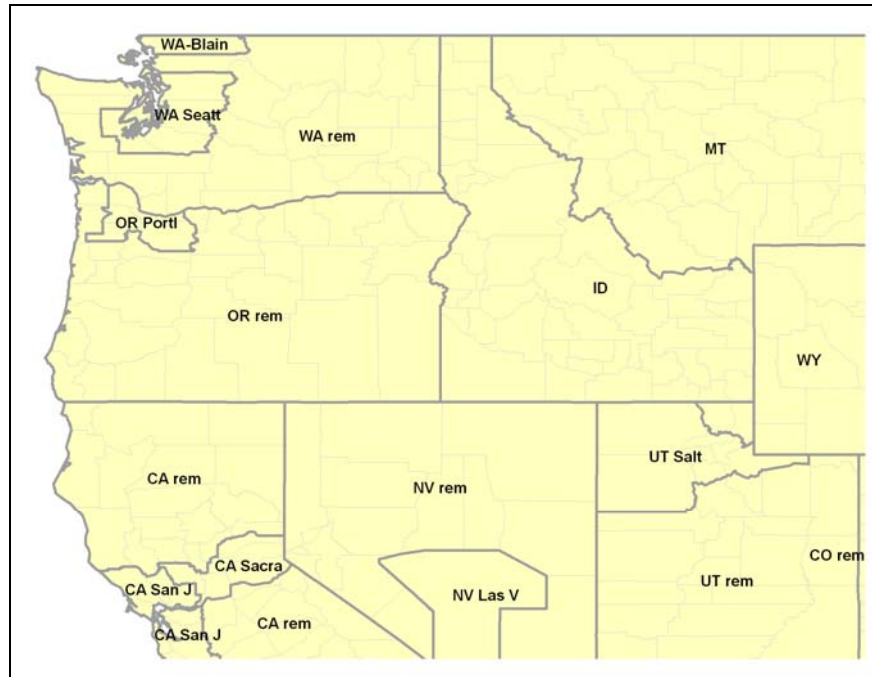 WA-Blain
WA Seatt
WA rem
MT
OR Portl
ID
OR rem
WY
UT Salt
CA rem
NV rem
CA Sacra
CO rem
UT rem
CA San J
NV Las V
CA rem
CA San J